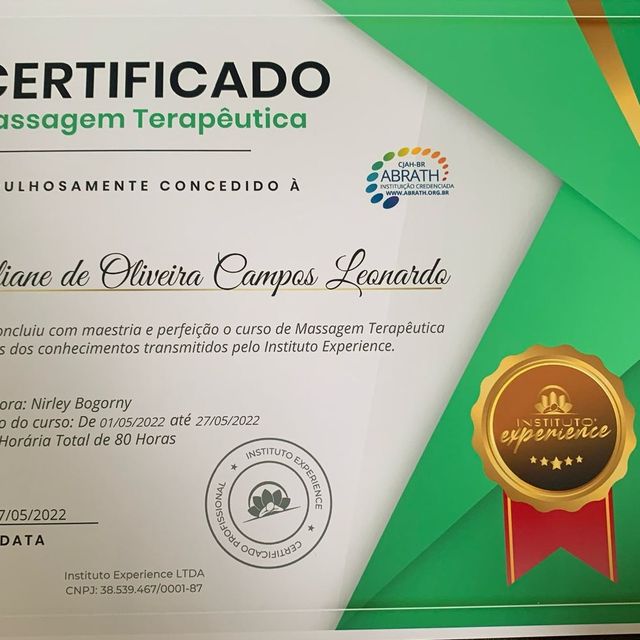 CERTIFICADO
assagem Terapêutica
ULHOSAMENTE CONCEDIDO À
CJAH-BR
ABRATH
INSTITUIÇÃO CREDENCIADA
WWW.ABRATH.ORG.BR
liane de Oliveira Campos Leonardo
oncluiu com maestria e perfeição o curso de Massagem Terapêutica
s dos conhecimentos transmitidos pelo Instituto Experience.
ora: Nirley Bogorny
o do curso: De 01/05/2022 até 27/05/2022
Horária Total de 80 Horas
INSTITUTO
experience
INSTITUTO EXPERIENCE
CERTIFICADO PROFISSIONAL
7/05/2022
DATA
Instituto Experience LTDA
CNPJ: 38.539.467/0001-87